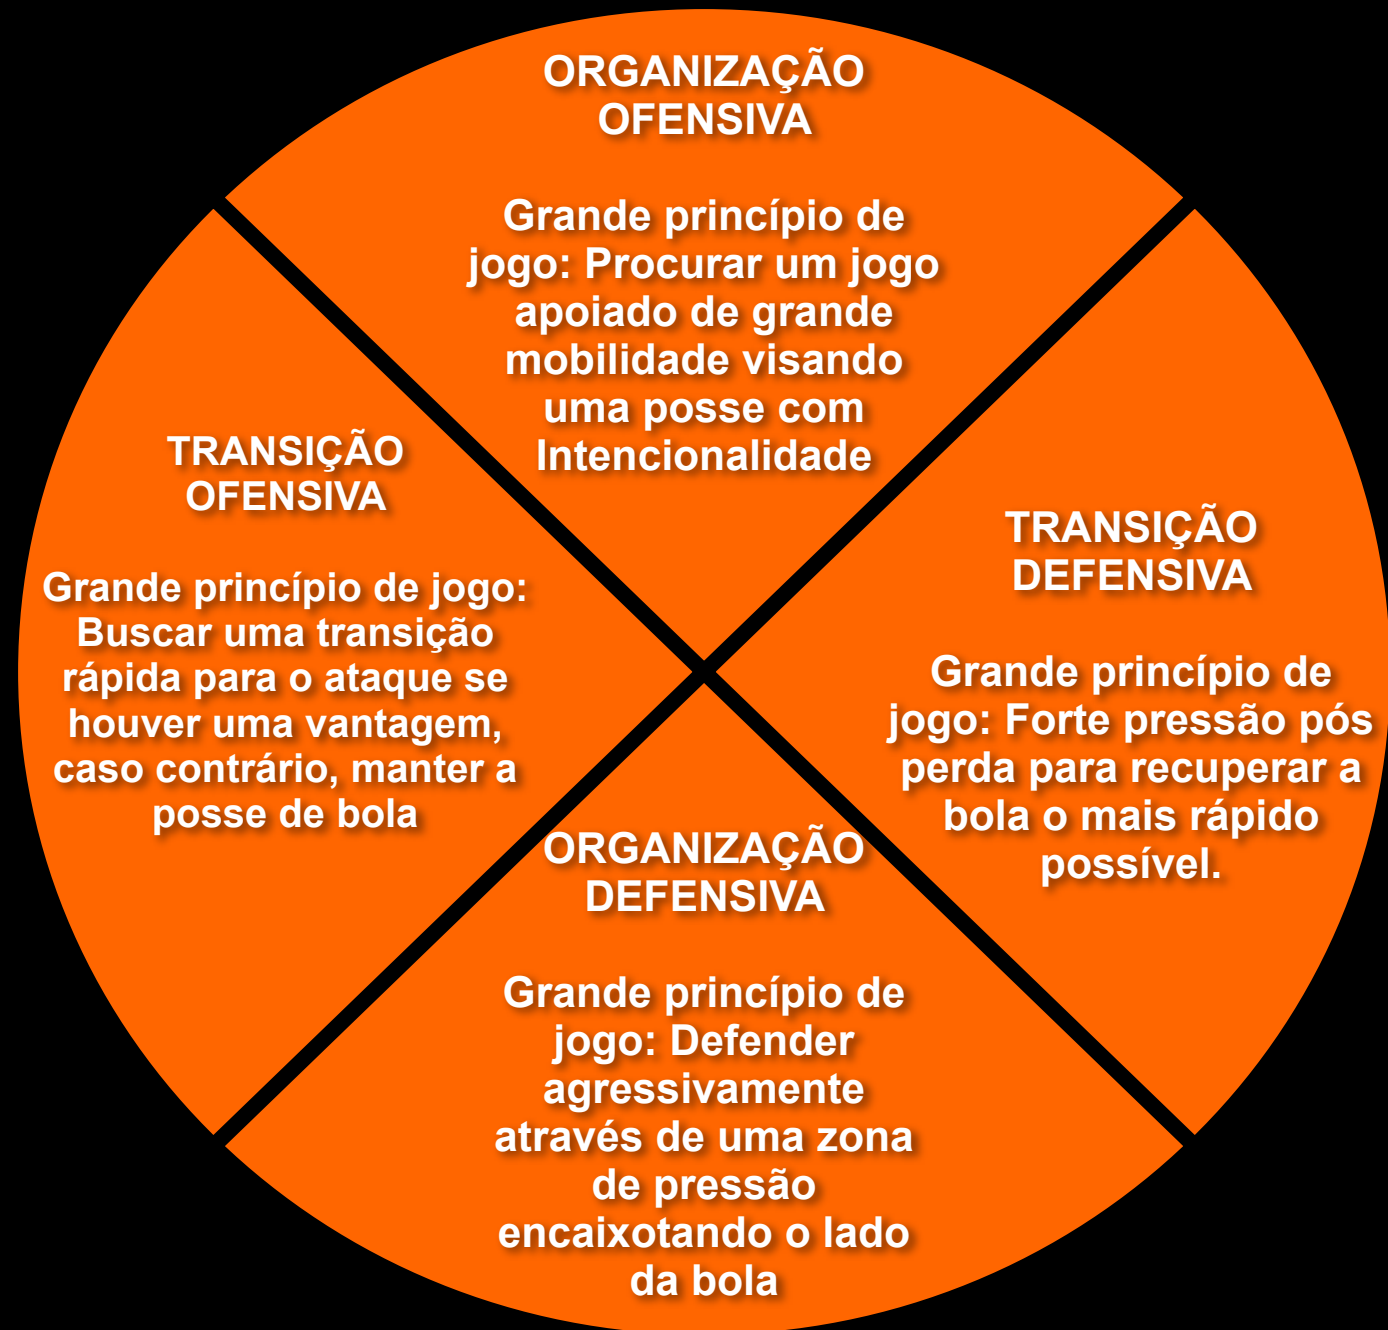 ORGANIZAÇÃO
OFENSIVA
Grande princípio de
jogo: Procurar um jogo
apoiado de grande
mobilidade visando
uma posse com
Intencionalidade
TRANSIÇÃO
OFENSIVA
Grande princípio de jogo:
Buscar uma transição
rápida para o ataque se
houver uma vantagem,
caso contrário, manter a
posse de bola
TRANSIÇÃO
DEFENSIVA
Grande princípio de
jogo: Forte pressão pós
perda para recuperar a
bola o mais rápido
possível.
ORGANIZAÇÃO
DEFENSIVA
Grande princípio de
jogo: Defender
agressivamente
através de uma zona
de pressão
encaixotando o lado
da bola